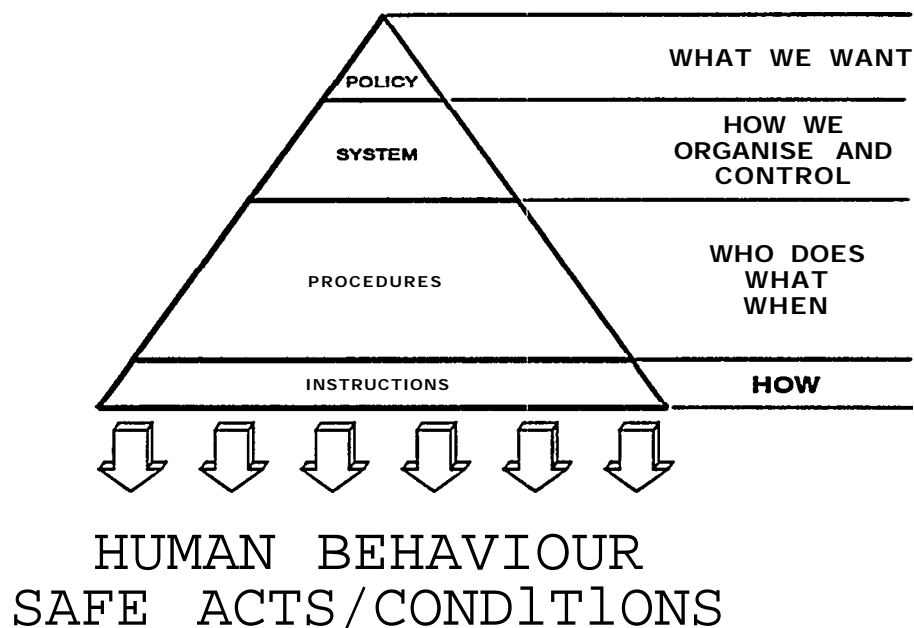 POLICY
WHAT WE WANT
SYSTEM
HOW WE
ORGANISE AND
CONTROL
PROCEDURES
WHO DOES
WHAT
WHEN
INSTRUCTIONS
HOW
HUMAN BEHAVIOUR
SAFE ACTS/COND1T1ONS